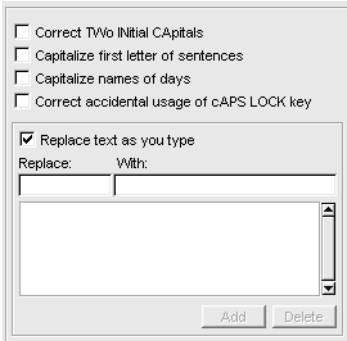 Correct TWo INitial CApitals
Capitalize first letter of sentences
Capitalize names of days
Correct accidental usage of cAPS LOCK key
Replace text as you type
Replace: With:
Add Delete